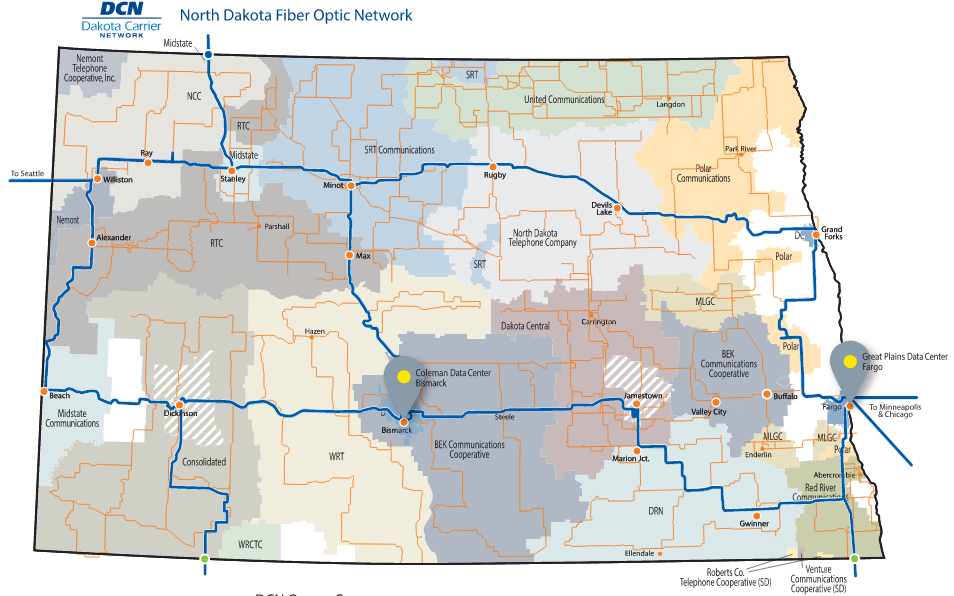 DCN
Dakota Carrier
NETWORK
North Dakota Fiber Optic Network
Midstate
Nemont
Telephone
Cooperative, Inc.
NCC
SRT
United Communications
Langdon
RTC
SRT Communications
Midstate
Ray
Stanley
Park River
Polar
Communications
To Seattle
Williston
Minot
Rugby
Devils
Lake
Nemont
Alexander
RTC
Parshall
Max
North Dakota
Telephone Company
SRT
Grand
Forks
Polar
MLGC
Hazen
Dakota Central
Carrington
Polar
BEK
Communications
Cooperative
Great Plains Data Center
Fargo
Coleman Data Center
Bismarck
Beach
Midstate
Communications
Dickinson
Bismarck
Steele
Jamestown
Valley City
Buffalo
Fargo
To Minneapolis
& Chicago
Consolidated
WRT
BEK Communications
Cooperative
Marion Jct.
MLGC
Enderlin
MLGC
Polar
Abercrombie
Red River
Communications
DRN
Gwinner
WRCTC
Ellendale
Roberts Co.
Telephone Cooperative (SD)
Venture
Communications
Cooperative (SD)